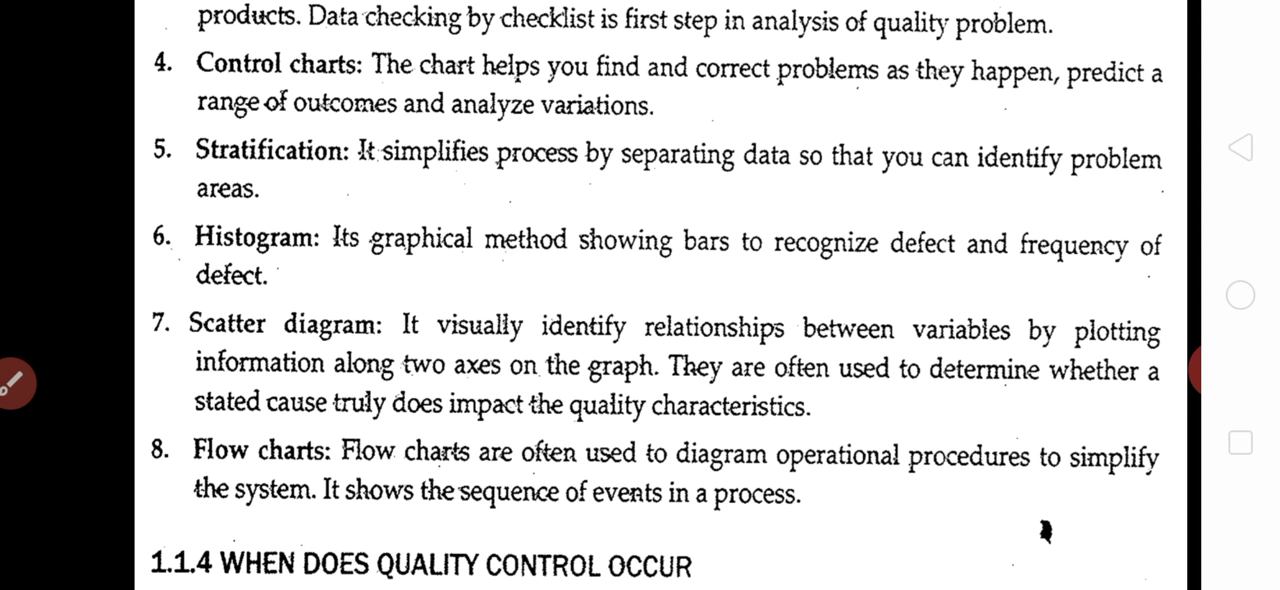 products. Data checking by checklist is first step in analysis of quality problem.
4. Control charts: The chart helps you find and correct problems as they happen, predict a
range of outcomes and analyze variations.
5. Stratification: It simplifies process by separating data so that you can identify problem
areas.
6. Histogram: Its graphical method showing bars to recognize defect and frequency of
defect.
7. Scatter diagram: It visually identify relationships between variables by plotting
information along two axes on the graph. They are often used to determine whether a
stated cause truly does impact the quality characteristics.
8. Flow charts: Flow charts are often used to diagram operational procedures to simplify
the system. It shows the sequence of events in a process.
1.1.4 WHEN DOES QUALITY CONTROL OCCUR